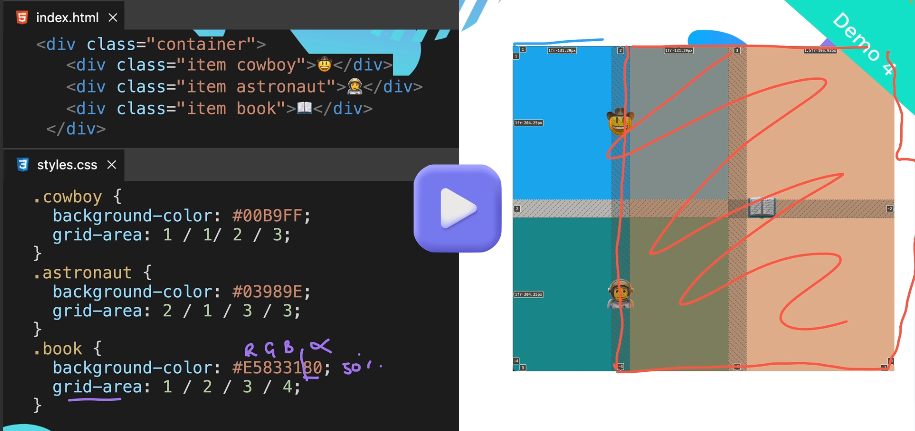 index.html
<div class="container">
<div class="item cowboy">🤠</div>
<div class="item astronaut">👩‍🚀</div>
<div class="item book">📖</div>
</div>
styles.css
.cowboy {
background-color: #00B9FF;
grid-area: 1 / 1/ 2 / 3;
}
.astronaut {
background-color: #03989E;
grid-area: 2 / 1 / 3 / 3;
}
.book {
R G B α
background-color: #E5833180; 50%
grid-area: 1 / 2 / 3 / 4;
}
Demo 4